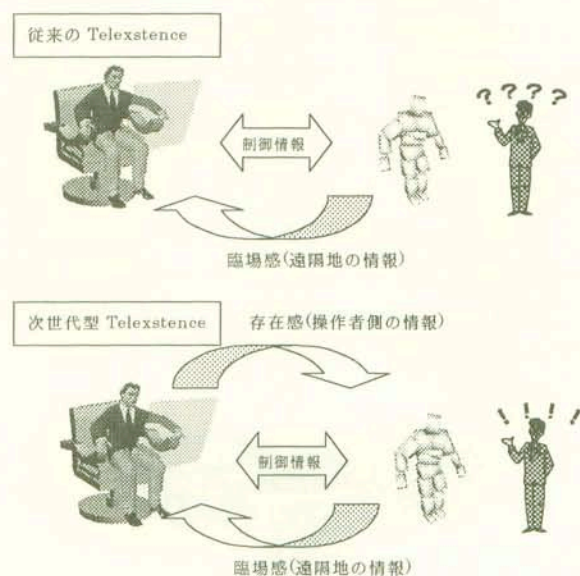 従来の Telexstence
? ? ? ?
制御情報
臨場感(遠隔地の情報)
次世代型 Telexstence
存在感(操作者側の情報)
! ! ! !
制御情報
臨場感(遠隔地の情報)